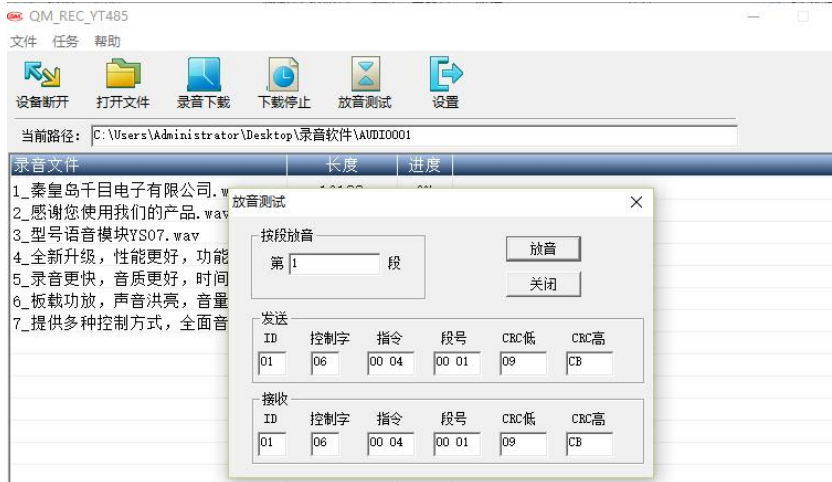 QM_REC_YT485
文件 任务 帮助
设备断开 打开文件 录音下载 下载停止 放音测试 设置
当前路径: C:\Users\Administrator\Desktop\录音软件\AUDIO001
录音文件 长度 进度
1_秦皇岛千目电子有限公司.w
2_感谢您使用我们的产品.wav
3_型号语音模块YS07.wav
4_全新升级，性能更好，功能
5_录音更快，音质更好，时间
6_板载功放，声音洪亮，音量
7_提供多种控制方式，全面音
放音测试
按段放音
第 1 段
放音
关闭
发送
ID 控制字 指令 段号 CRC低 CRC高
01 06 00 04 00 01 09 CB
接收
ID 控制字 指令 段号 CRC低 CRC高
01 06 00 04 00 01 09 CB